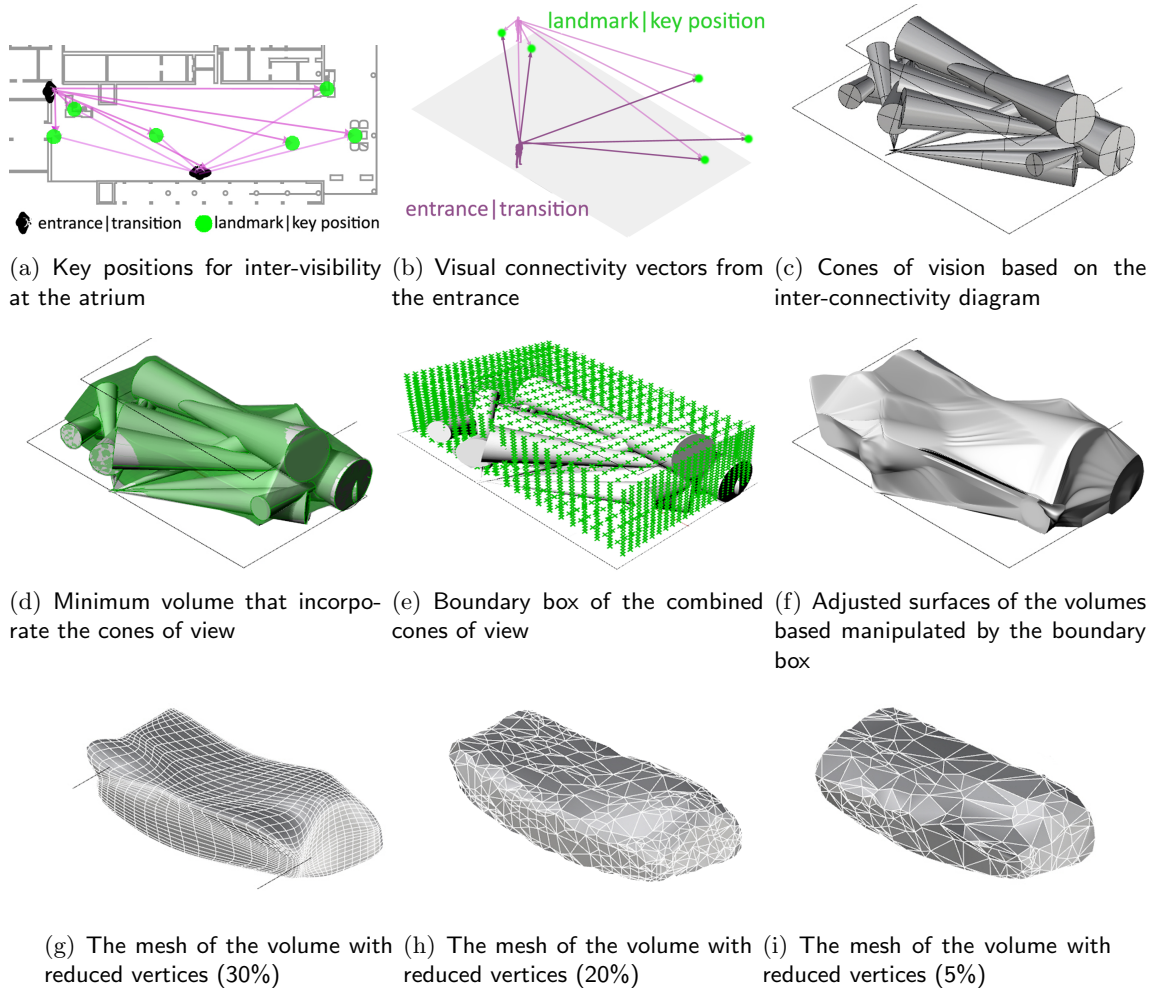 landmark|key position
entrance|transition
entrance|transition
landmark|key position
(a) Key positions for inter-visibility
at the atrium
(b) Visual connectivity vectors from
the entrance
(c) Cones of vision based on the
inter-connectivity diagram
(d) Minimum volume that incorpo-
rate the cones of view
(e) Boundary box of the combined
cones of view
(f) Adjusted surfaces of the volumes
based manipulated by the boundary
box
(g) The mesh of the volume with
reduced vertices (30%)
(h) The mesh of the volume with
reduced vertices (20%)
(i) The mesh of the volume with
reduced vertices (5%)